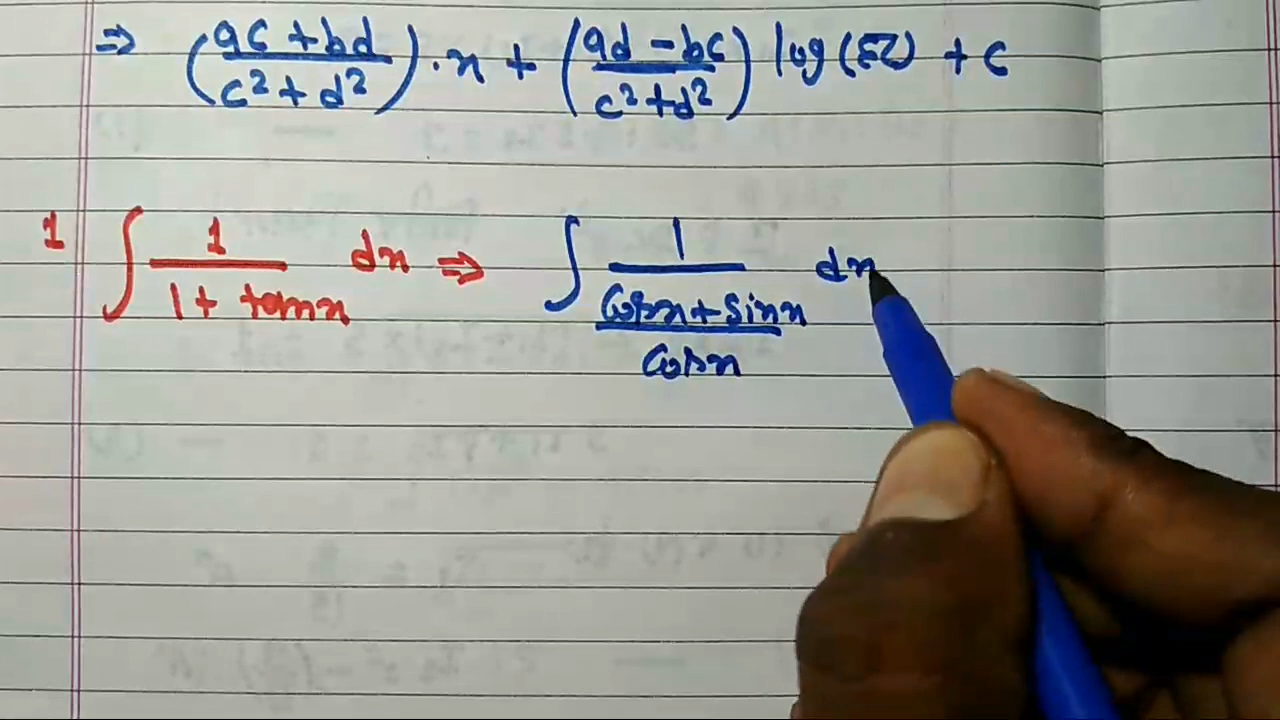 ⇒ (ac + bd / c² + d²) . x + (ad − bc / c² + d²) log(हर) + c
1 ∫ 1 / 1 + tanx dx ⇒ ∫ 1 / ((cosx + sinx) / cosx) dx